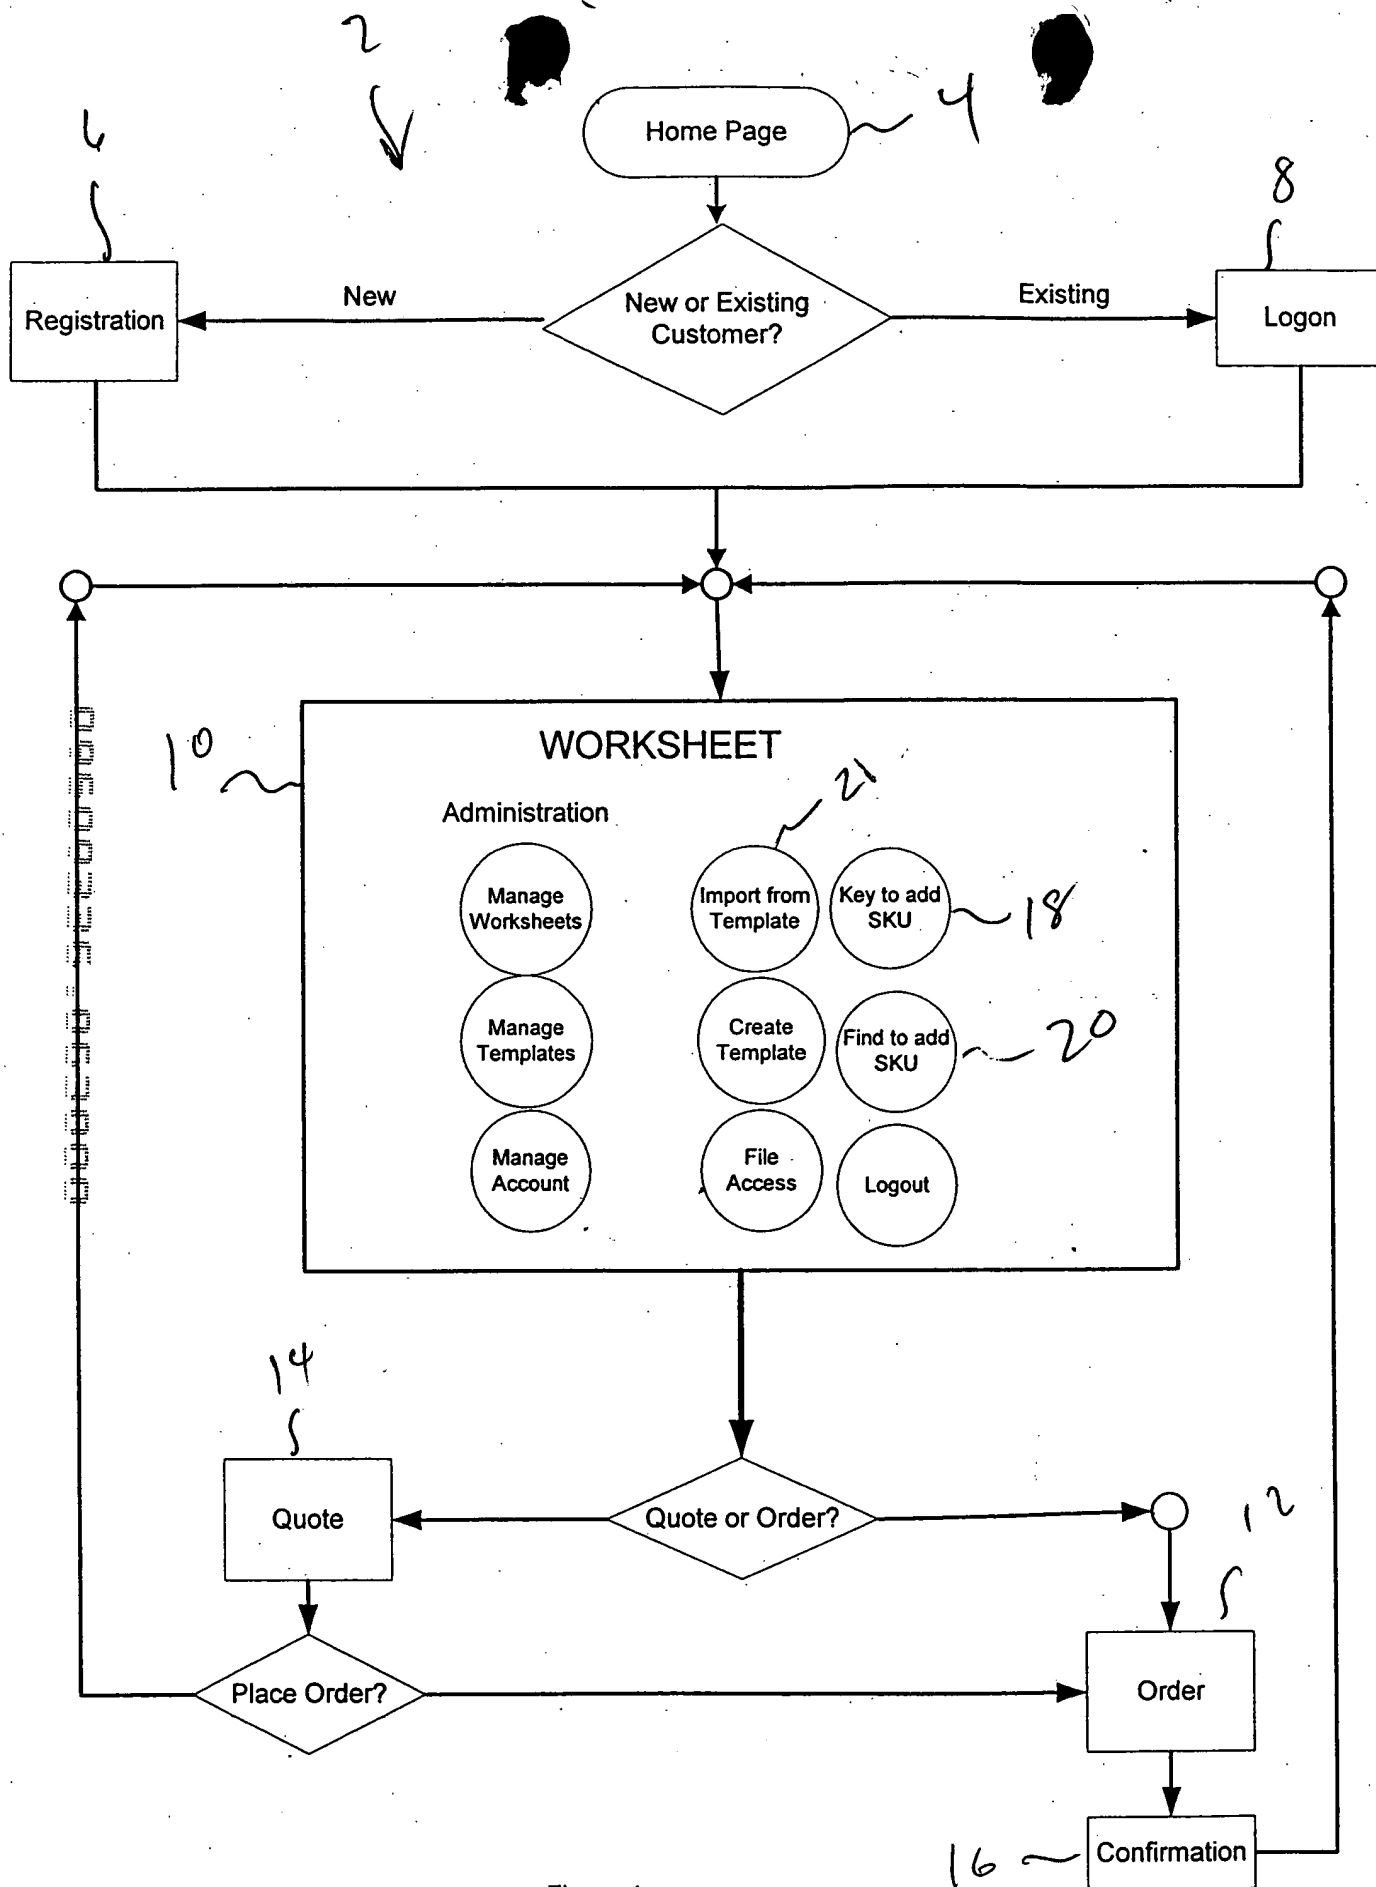 2
4
Home Page
6
8
Registration
New
New or Existing
Customer?
Existing
Logon
WORKSHEET
10
21
Administration
Manage
Worksheets
Import from
Template
Key to add
SKU
18
Manage
Templates
Create
Template
Find to add
SKU
20
Manage
Account
File
Access
Logout
14
Quote
Quote or Order?
12
Place Order?
Order
16
Confirmation